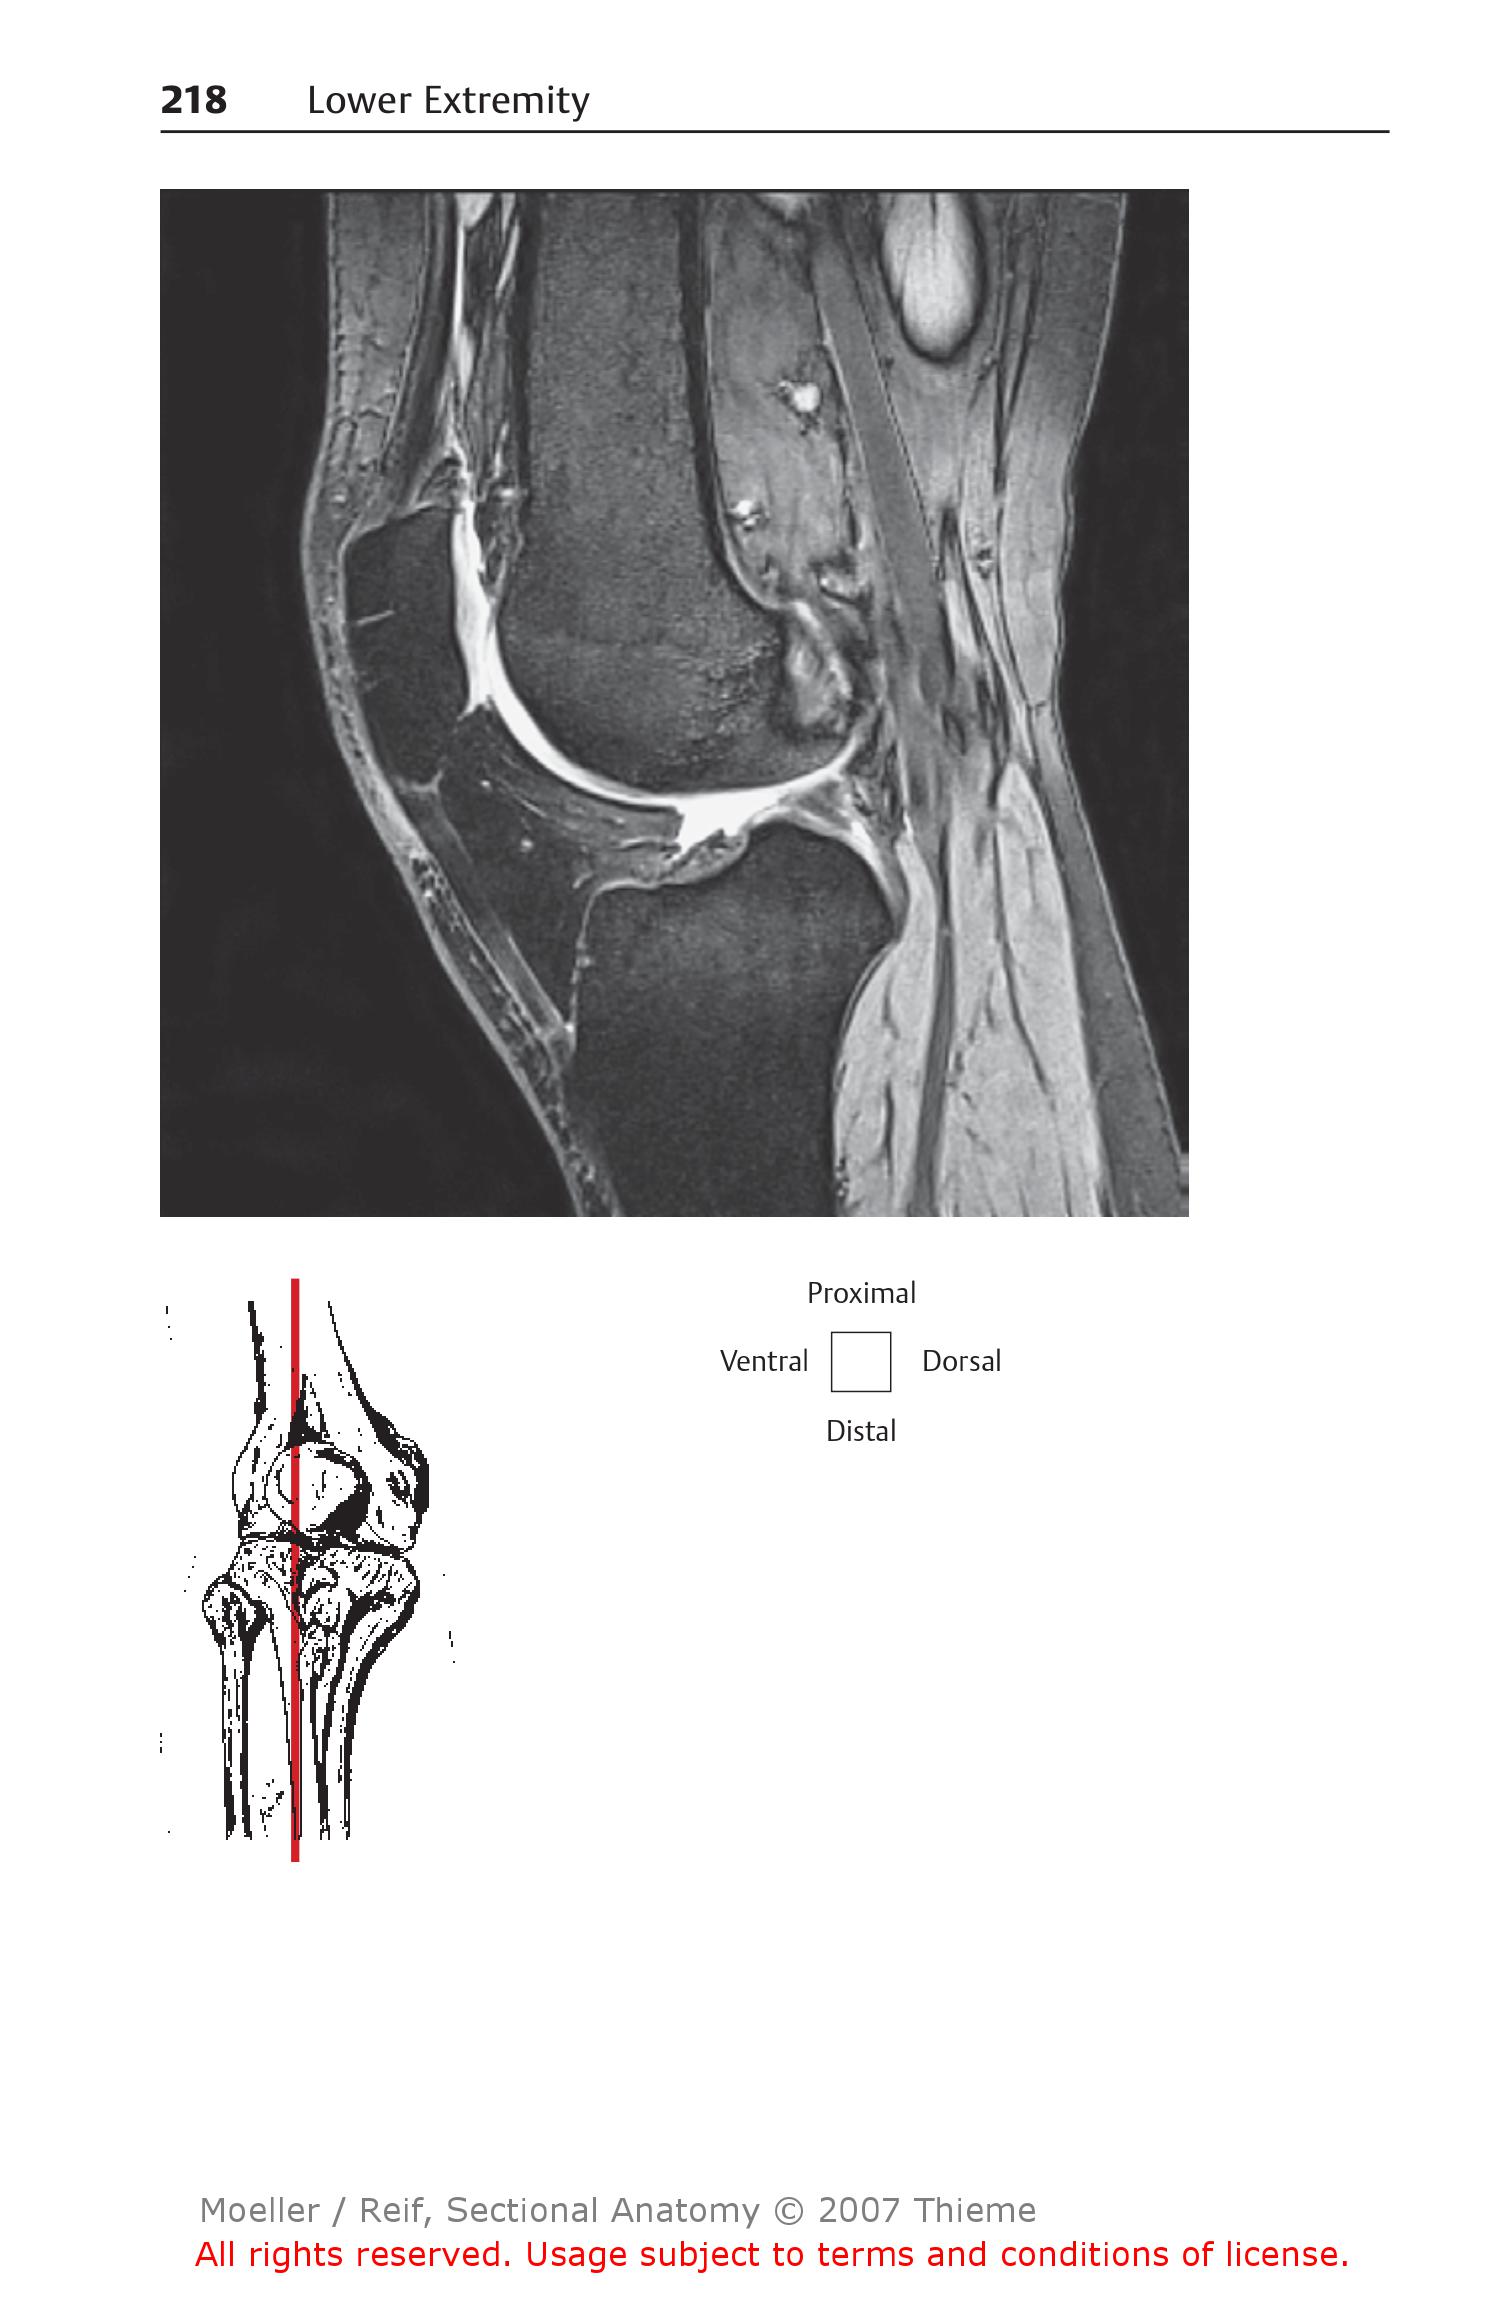 218 Lower Extremity
Proximal
Ventral Dorsal
Distal
Moeller / Reif, Sectional Anatomy © 2007 Thieme
All rights reserved. Usage subject to terms and conditions of license.